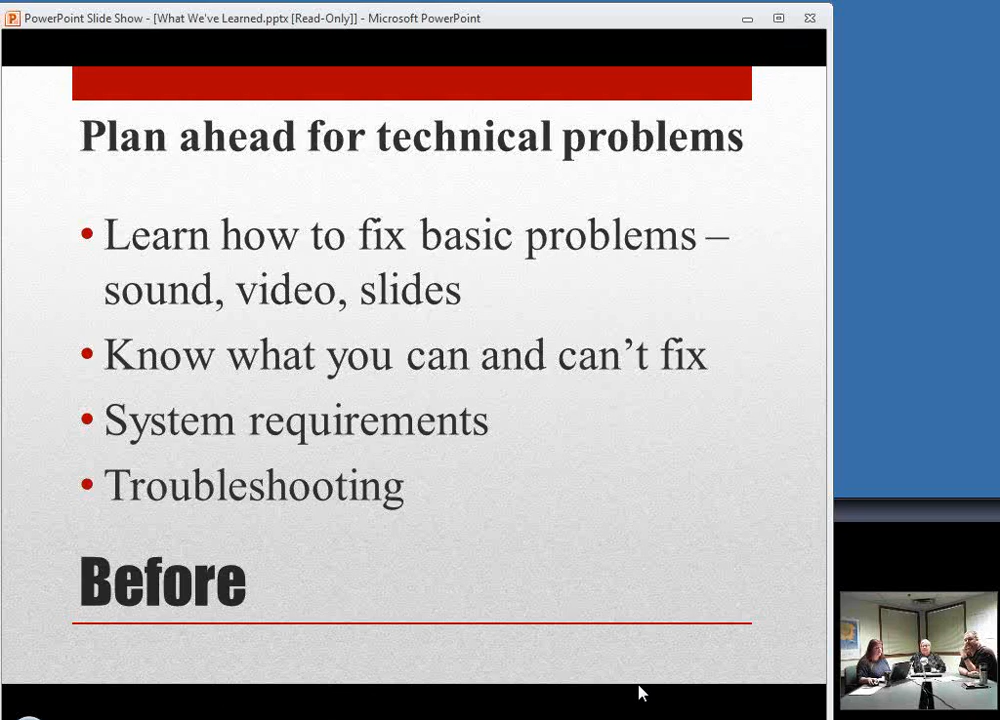 PowerPoint Slide Show - [What We've Learned.pptx [Read-Only]] - Microsoft PowerPoint
Plan ahead for technical problems
• Learn how to fix basic problems –
sound, video, slides
• Know what you can and can’t fix
• System requirements
• Troubleshooting
Before